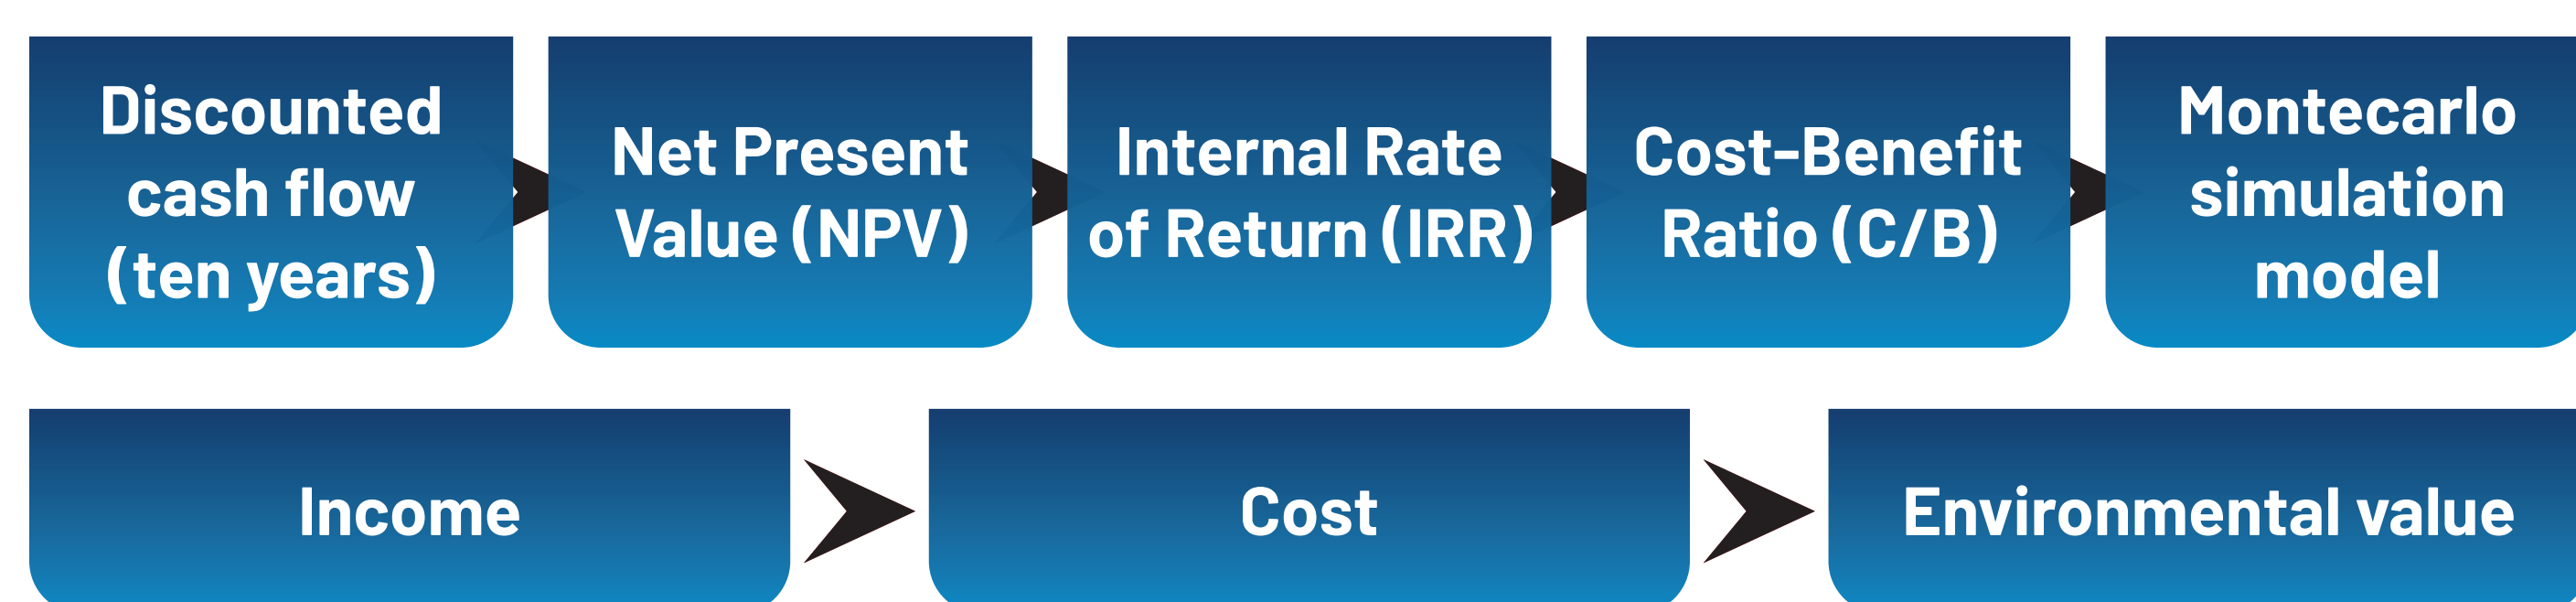 Discounted
cash flow
(ten years)
Net Present
Value (NPV)
Internal Rate
of Return (IRR)
Cost-Benefit
Ratio (C/B)
Montecarlo
simulation
model
Income
Cost
Environmental value